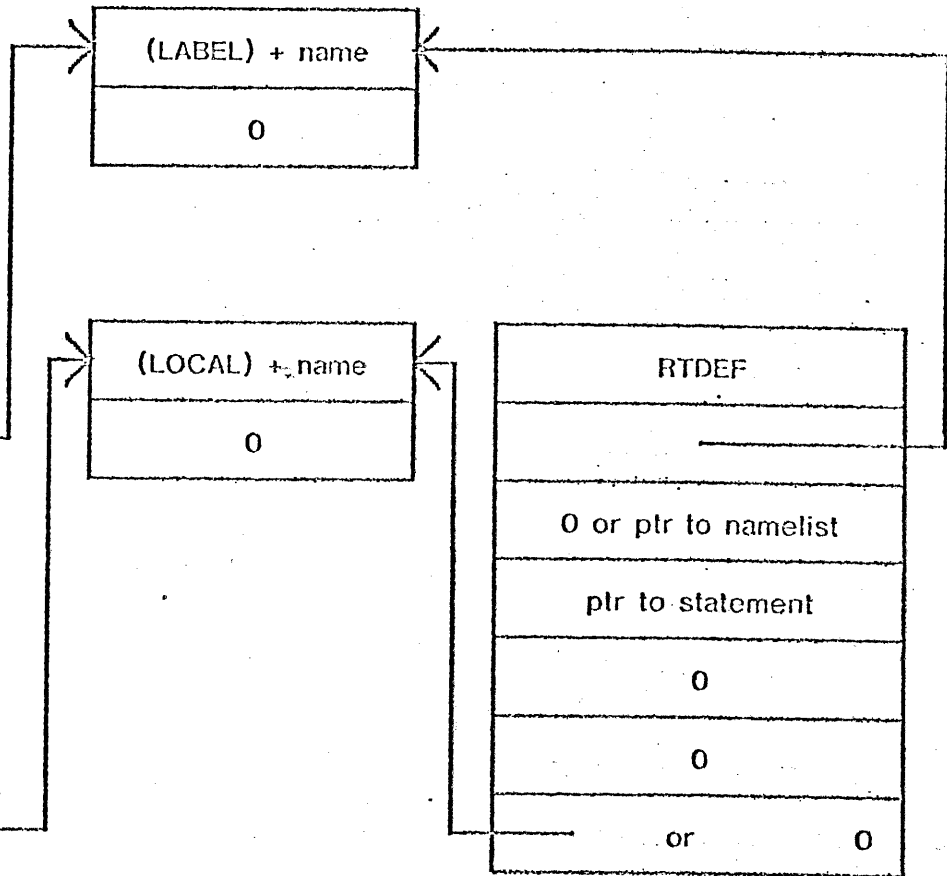 (LABEL) + name
0
(LOCAL) + name
0
RTDEF
0 or ptr to namelist
ptr to statement
0
0
or 0